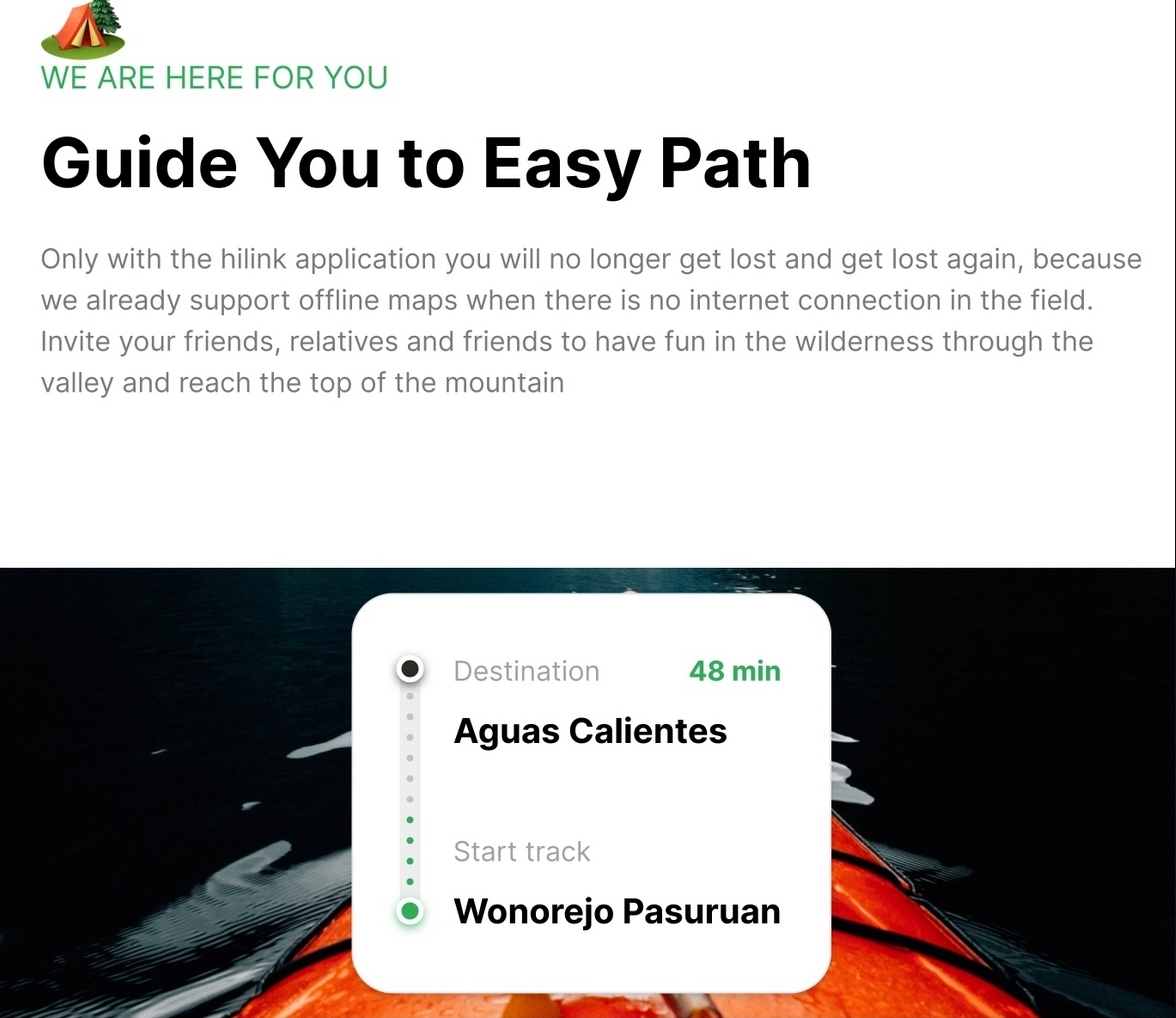 WE ARE HERE FOR YOU
Guide You to Easy Path
Only with the hilink application you will no longer get lost and get lost again, because
we already support offline maps when there is no internet connection in the field.
Invite your friends, relatives and friends to have fun in the wilderness through the
valley and reach the top of the mountain
Destination 48 min
Aguas Calientes
Start track
Wonorejo Pasuruan